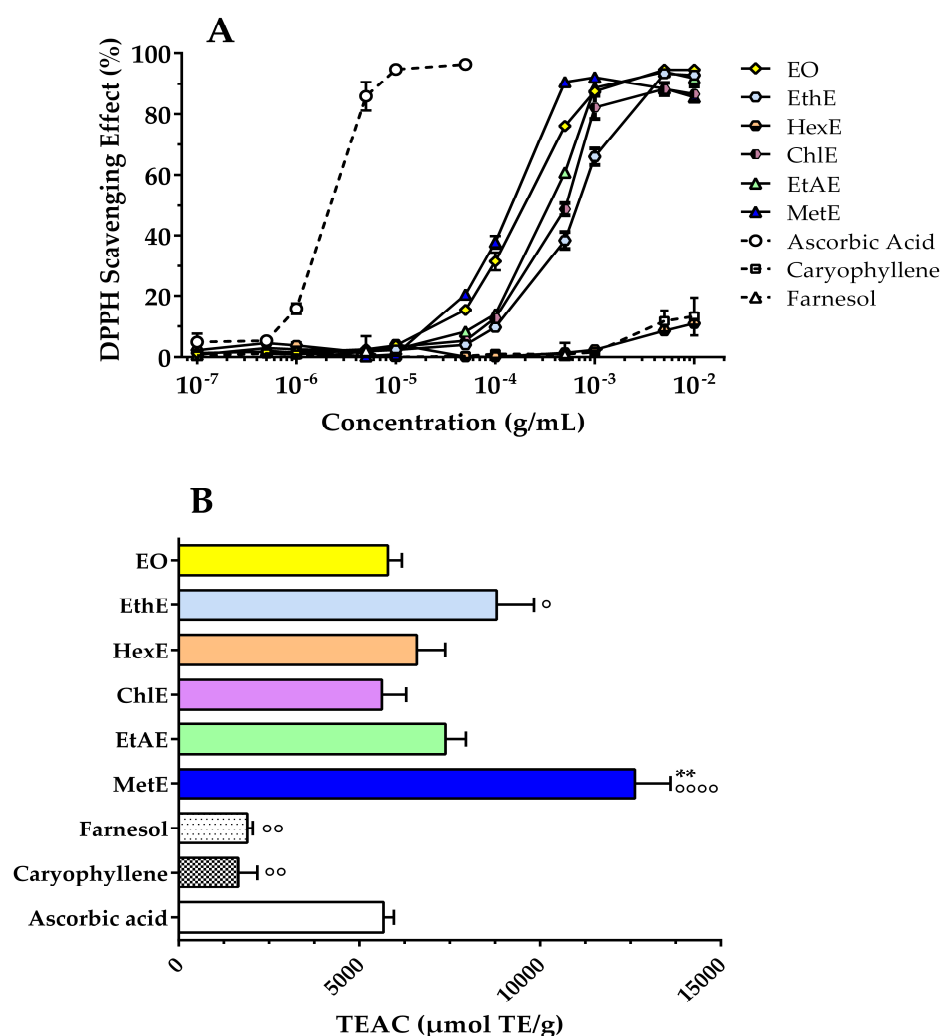 A
DPPH Scavenging Effect (%)
100
80
60
40
20
0
10-7
10-6
10-5
10-4
10-3
10-2
Concentration (g/mL)
EO
EthE
HexE
ChlE
EtAE
MetE
Ascorbic Acid
Caryophyllene
Farnesol
B
EO
EthE
°
HexE
ChlE
EtAE
MetE
**
°°°°
Farnesol
°°
Caryophyllene
°°
Ascorbic acid
0
5000
10000
15000
TEAC (μmol TE/g)